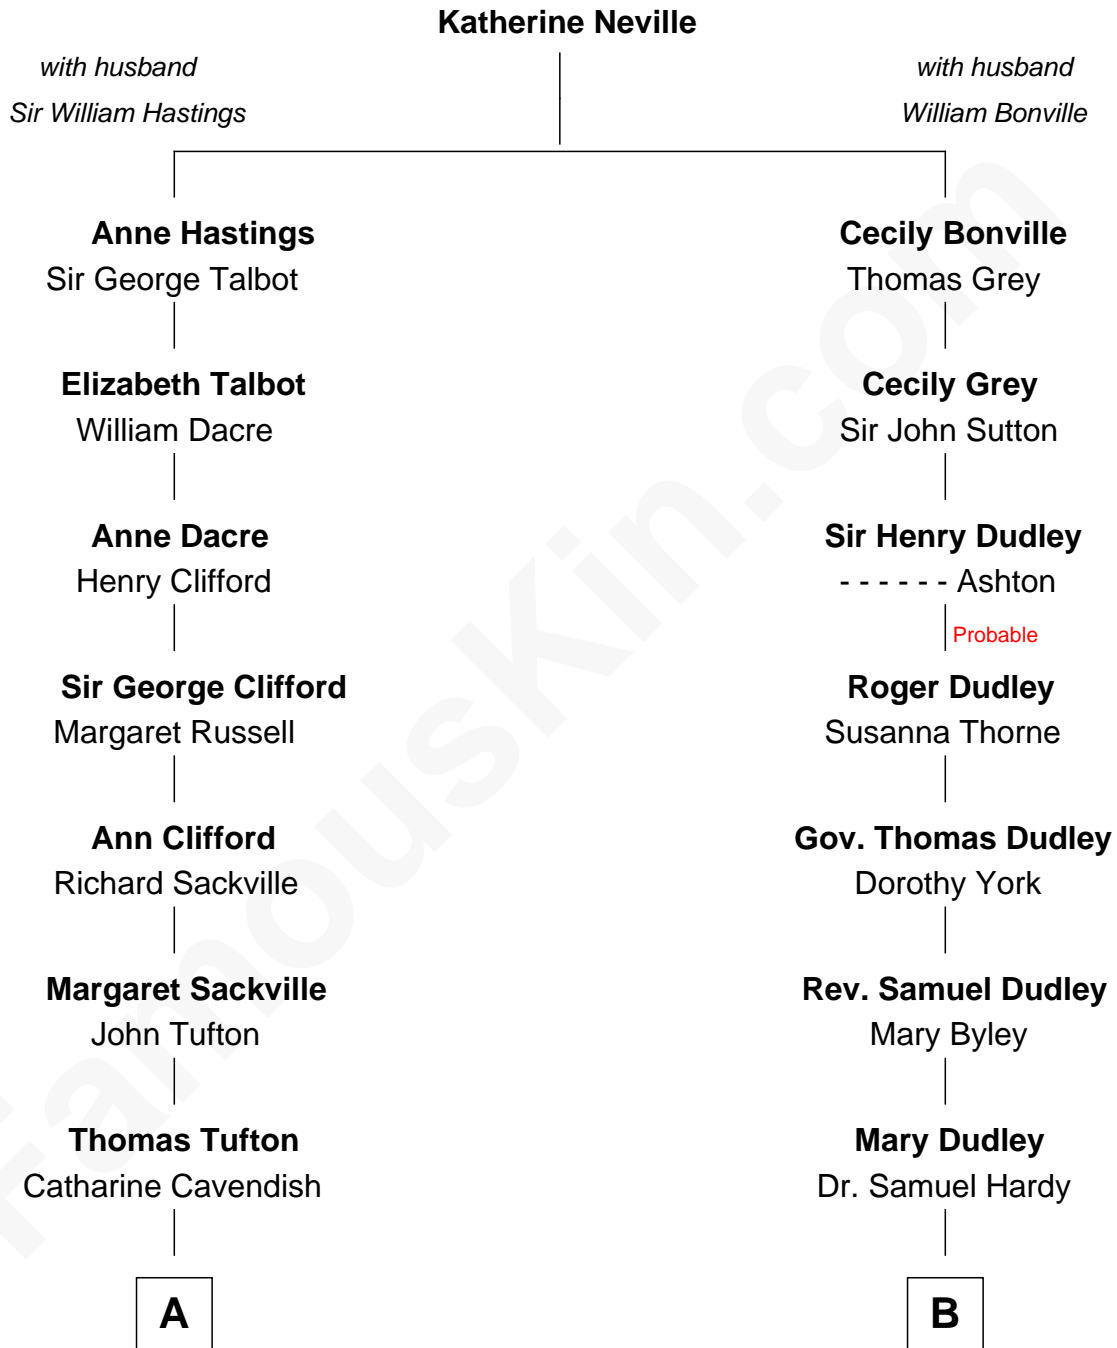 Katherine Neville
with husband
Sir William Hastings
with husband
William Bonville
Anne Hastings
Sir George Talbot
Elizabeth Talbot
William Dacre
Anne Dacre
Henry Clifford
Sir George Clifford
Margaret Russell
Ann Clifford
Richard Sackville
Margaret Sackville
John Tufton
Thomas Tufton
Catharine Cavendish
A
Cecily Bonville
Thomas Grey
Cecily Grey
Sir John Sutton
Sir Henry Dudley
- - - - - - Ashton
Probable
Roger Dudley
Susanna Thorne
Gov. Thomas Dudley
Dorothy York
Rev. Samuel Dudley
Mary Byley
Mary Dudley
Dr. Samuel Hardy
B
FamousKin.com